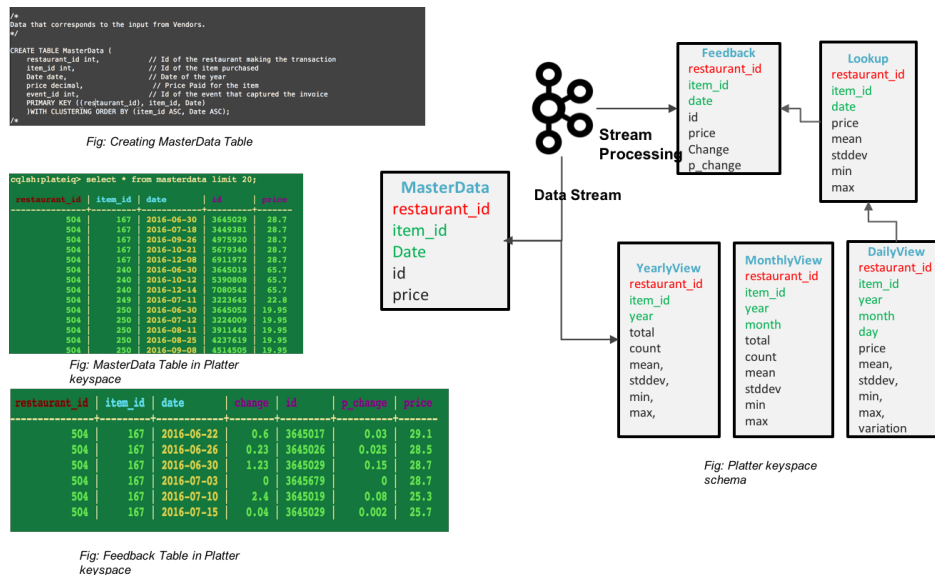 /*
Data that corresponds to the input from Vendors.
*/
CREATE TABLE MasterData (
restaurant_id int, // Id of the restaurant making the transaction
item_id int, // Id of the item purchased
Date date, // Date of the year
price decimal, // Price Paid for the item
event_id int, // Id of the event that captured the invoice
PRIMARY KEY ((restaurant_id), item_id, Date)
)WITH CLUSTERING ORDER BY (item_id ASC, Date ASC);
/*
Fig: Creating MasterData Table
cqlsh:plateiq> select * from masterdata limit 20;
restaurant_id | item_id | date | id | price
504 | 167 | 2016-06-30 | 3645029 | 28.7
504 | 167 | 2016-07-18 | 3449381 | 28.7
504 | 167 | 2016-09-26 | 4975920 | 28.7
504 | 167 | 2016-10-21 | 5679340 | 28.7
504 | 167 | 2016-12-08 | 6911972 | 28.7
504 | 240 | 2016-06-30 | 3645019 | 65.7
504 | 240 | 2016-10-12 | 5390808 | 65.7
504 | 240 | 2016-12-14 | 7080542 | 65.7
504 | 249 | 2016-07-11 | 3223645 | 22.8
504 | 250 | 2016-06-30 | 3645052 | 19.95
504 | 250 | 2016-07-12 | 3224009 | 19.95
504 | 250 | 2016-08-11 | 3911442 | 19.95
504 | 250 | 2016-08-25 | 4237619 | 19.95
504 | 250 | 2016-09-08 | 4514505 | 19.95
Fig: MasterData Table in Platter
keyspace
restaurant_id | item_id | date | change | id | p_change | price
504 | 167 | 2016-06-22 | 0.6 | 3645017 | 0.03 | 29.1
504 | 167 | 2016-06-26 | 0.23 | 3645026 | 0.025 | 28.5
504 | 167 | 2016-06-30 | 1.23 | 3645029 | 0.15 | 28.7
504 | 167 | 2016-07-03 | 0 | 3645679 | 0 | 28.7
504 | 167 | 2016-07-10 | 2.4 | 3645019 | 0.08 | 25.3
504 | 167 | 2016-07-15 | 0.04 | 3645029 | 0.002 | 25.7
Fig: Feedback Table in Platter
keyspace
Stream
Processing
Data Stream
MasterData
restaurant_id
item_id
Date
id
price
Feedback
restaurant_id
item_id
date
id
price
Change
p_change
Lookup
restaurant_id
item_id
date
price
mean
stddev
min
max
YearlyView
restaurant_id
item_id
year
total
count
mean,
stddev,
min,
max,
MonthlyView
restaurant_id
item_id
year
month
total
count
mean
stddev
min
max
DailyView
restaurant_id
item_id
year
month
day
price
mean,
stddev,
min,
max,
variation
Fig: Platter keyspace
schema